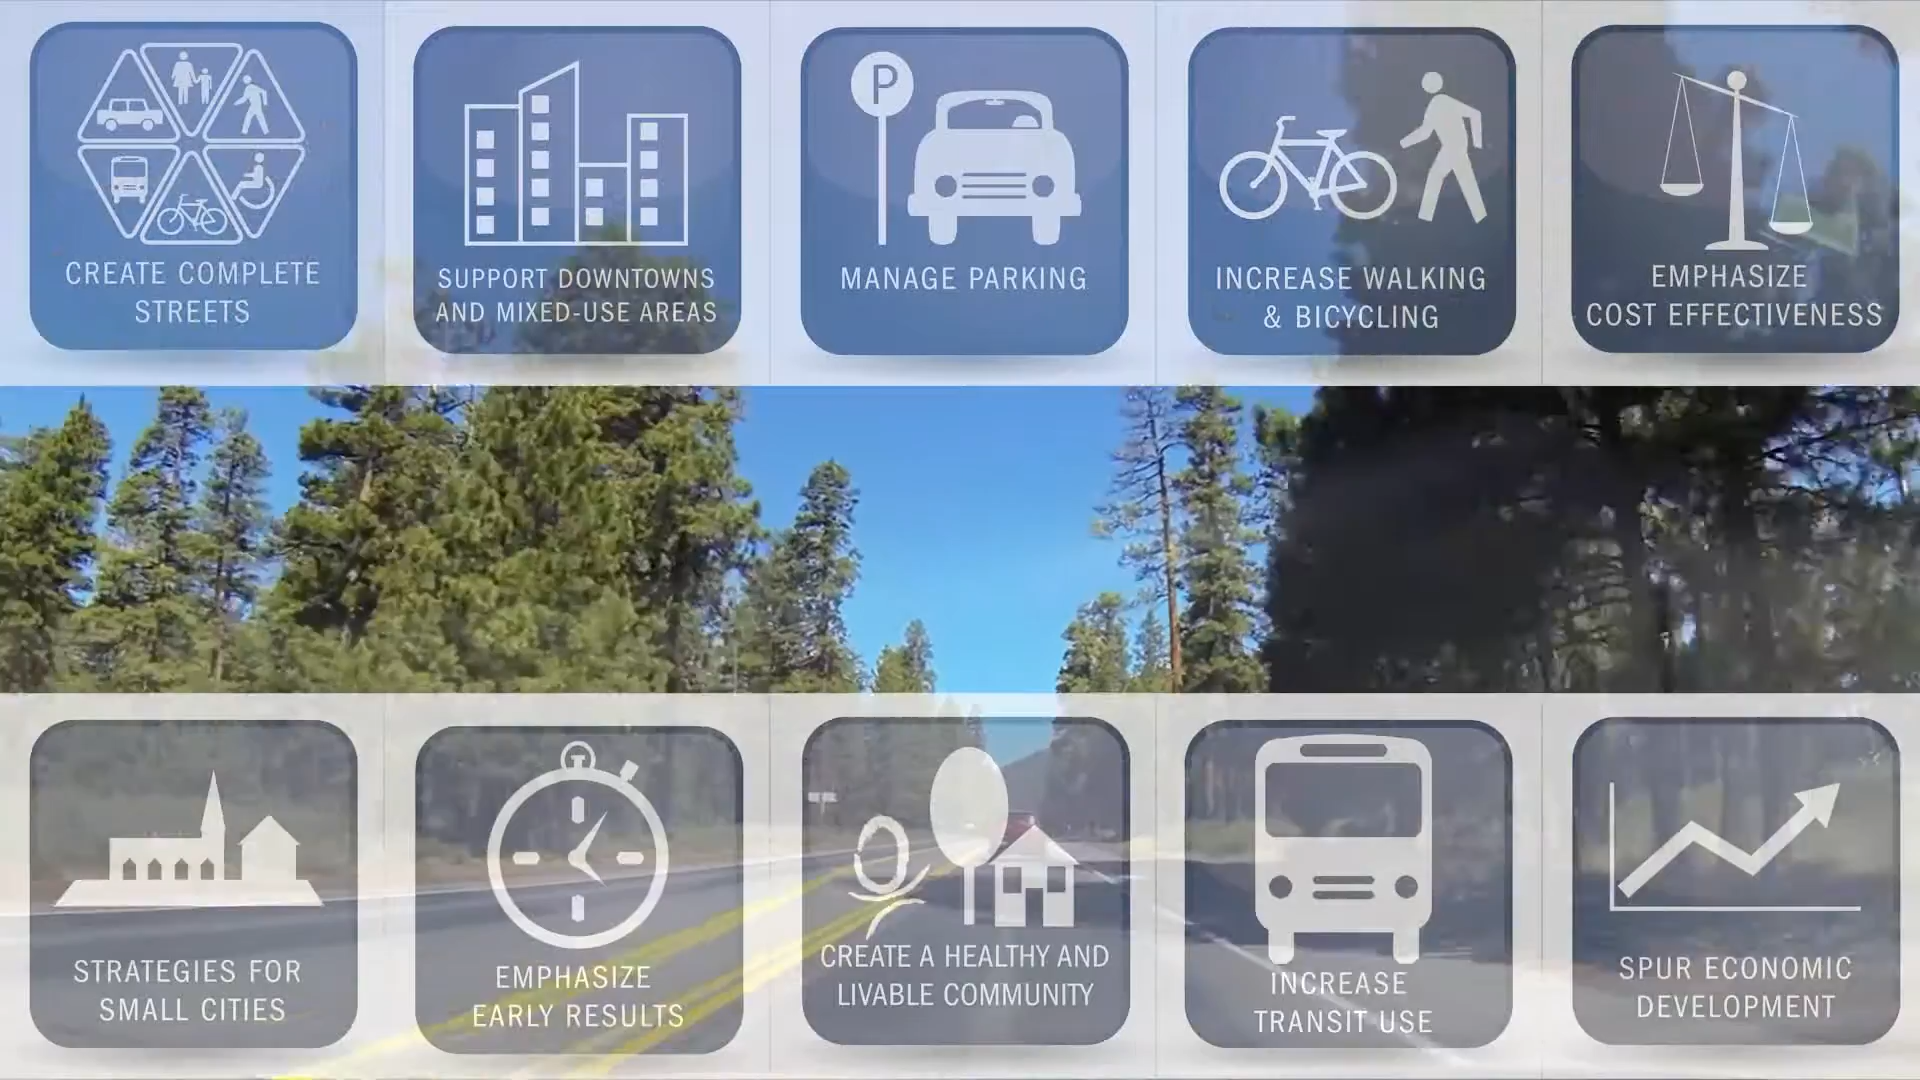 CREATE COMPLETE
STREETS
SUPPORT DOWNTOWNS
AND MIXED-USE AREAS
P
MANAGE PARKING
INCREASE WALKING
& BICYCLING
EMPHASIZE
COST EFFECTIVENESS
STRATEGIES FOR
SMALL CITIES
EMPHASIZE
EARLY RESULTS
CREATE A HEALTHY AND
LIVABLE COMMUNITY
INCREASE
TRANSIT USE
SPUR ECONOMIC
DEVELOPMENT